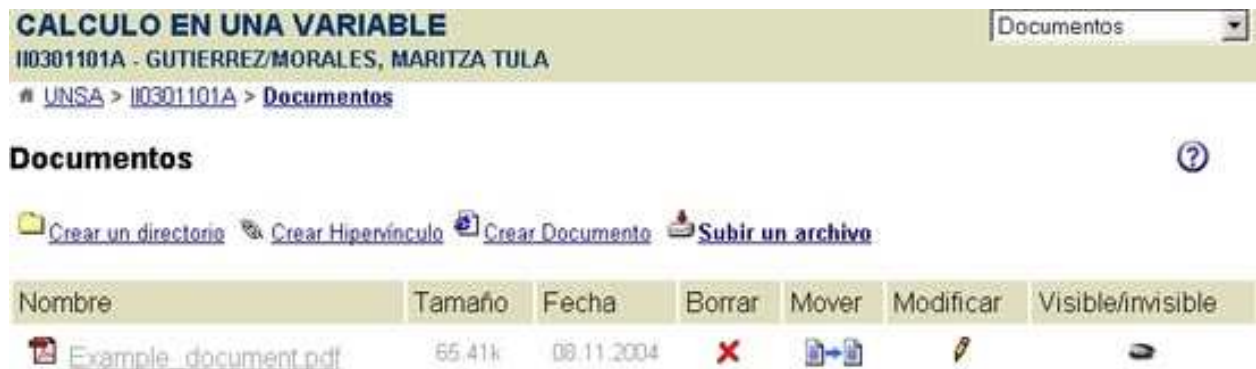 CALCULO EN UNA VARIABLE Documentos
II0301101A - GUTIERREZ/MORALES, MARITZA TULA
UNSA > II0301101A > Documentos
Documentos
Crear un directorio Crear Hipervínculo Crear Documento Subir un archivo
Nombre Tamaño Fecha Borrar Mover Modificar Visible/invisible
Example_document.pdf 65.41k 08.11.2004